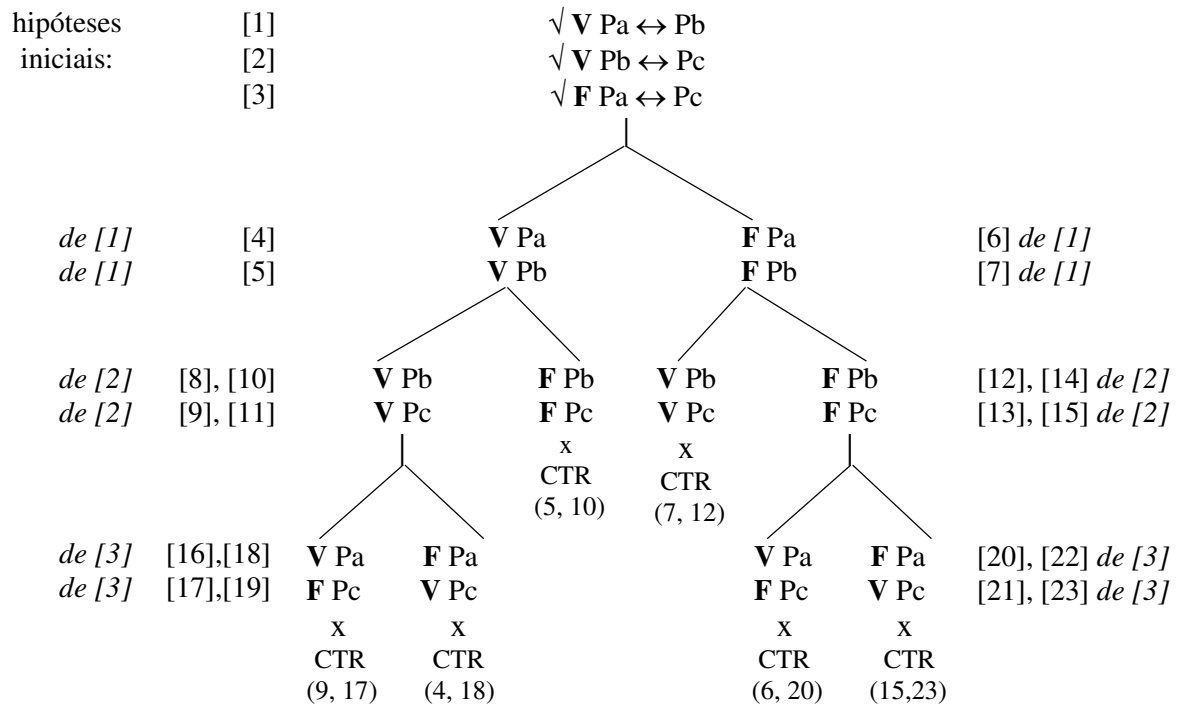 hipóteses [1] √ V Pa ↔ Pb
iniciais: [2] √ V Pb ↔ Pc
[3] √ F Pa ↔ Pc
de [1] [4] V Pa F Pa [6] de [1]
de [1] [5] V Pb F Pb [7] de [1]
de [2] [8], [10] V Pb F Pb V Pb F Pb [12], [14] de [2]
de [2] [9], [11] V Pc F Pc V Pc F Pc [13], [15] de [2]
x x
CTR CTR
(5, 10) (7, 12)
de [3] [16],[18] V Pa F Pa V Pa F Pa [20], [22] de [3]
de [3] [17],[19] F Pc V Pc F Pc V Pc [21], [23] de [3]
x x x x
CTR CTR CTR CTR
(9, 17) (4, 18) (6, 20) (15,23)